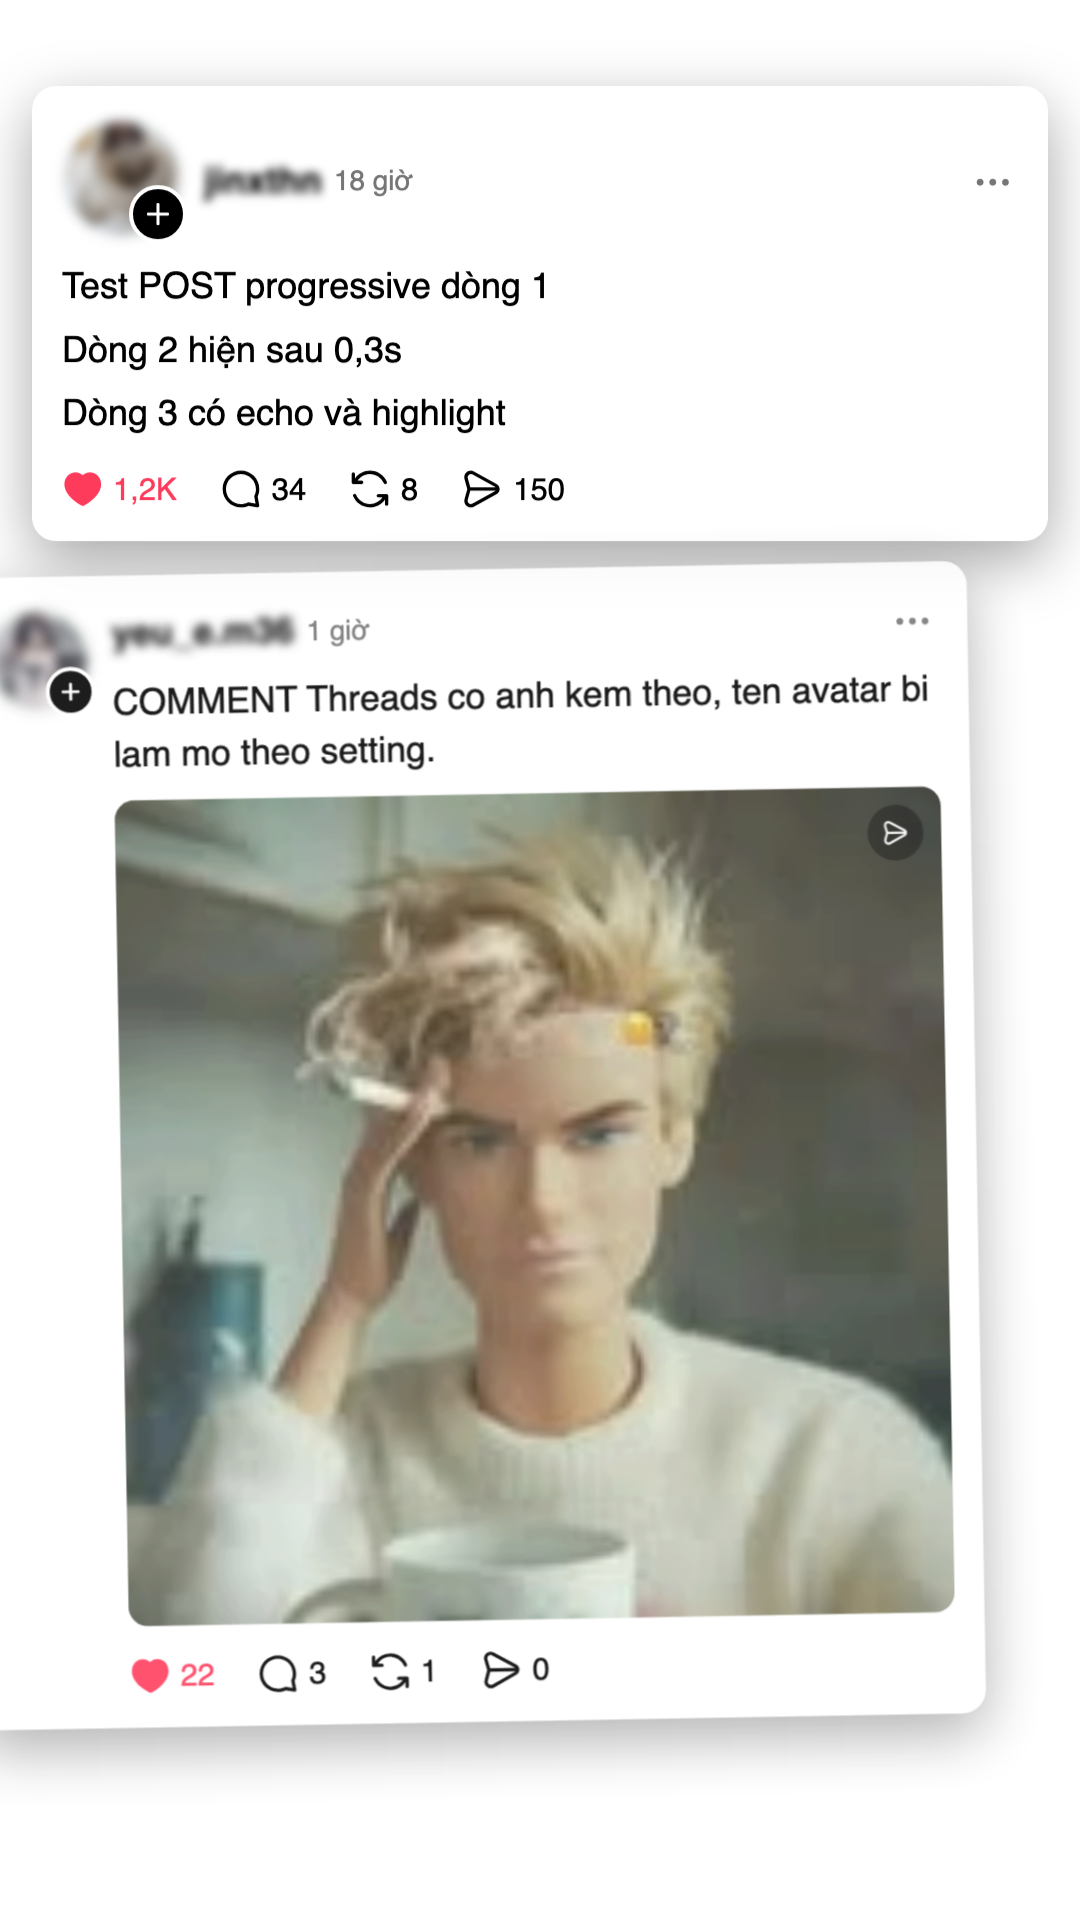 18 giờ
Test POST progressive dòng 1
Dòng 2 hiện sau 0,3s
Dòng 3 có echo và highlight
1,2K 34 8 150
1 giờ
COMMENT Threads co anh kem theo, ten avatar bi
lam mo theo setting.
22 3 1 0